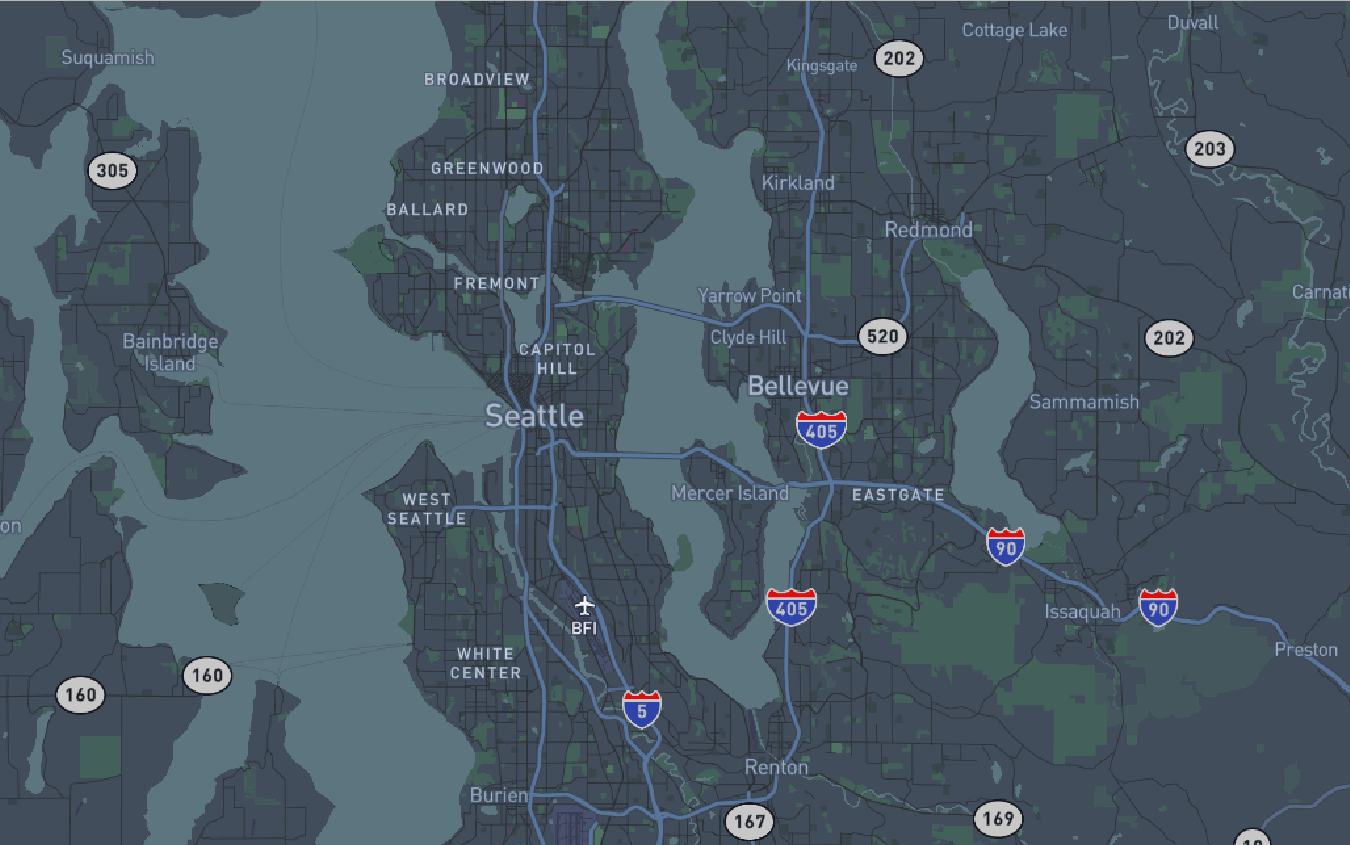 Duvall
Cottage Lake
Suquamish
202
Kingsgate
BROADVIEW
203
GREENWOOD
305
Kirkland
BALLARD
Redmond
FREMONT
Carnati
Yarrow Point
520
Clyde Hill
202
Bainbridge
Island
CAPITOL
HILL
Bellevue
Sammamish
Seattle
405
Mercer Island
EASTGATE
WEST
SEATTLE
on
90
405
90
Issaquah
BFI
Preston
WHITE
CENTER
160
160
5
Renton
Burien
167
169